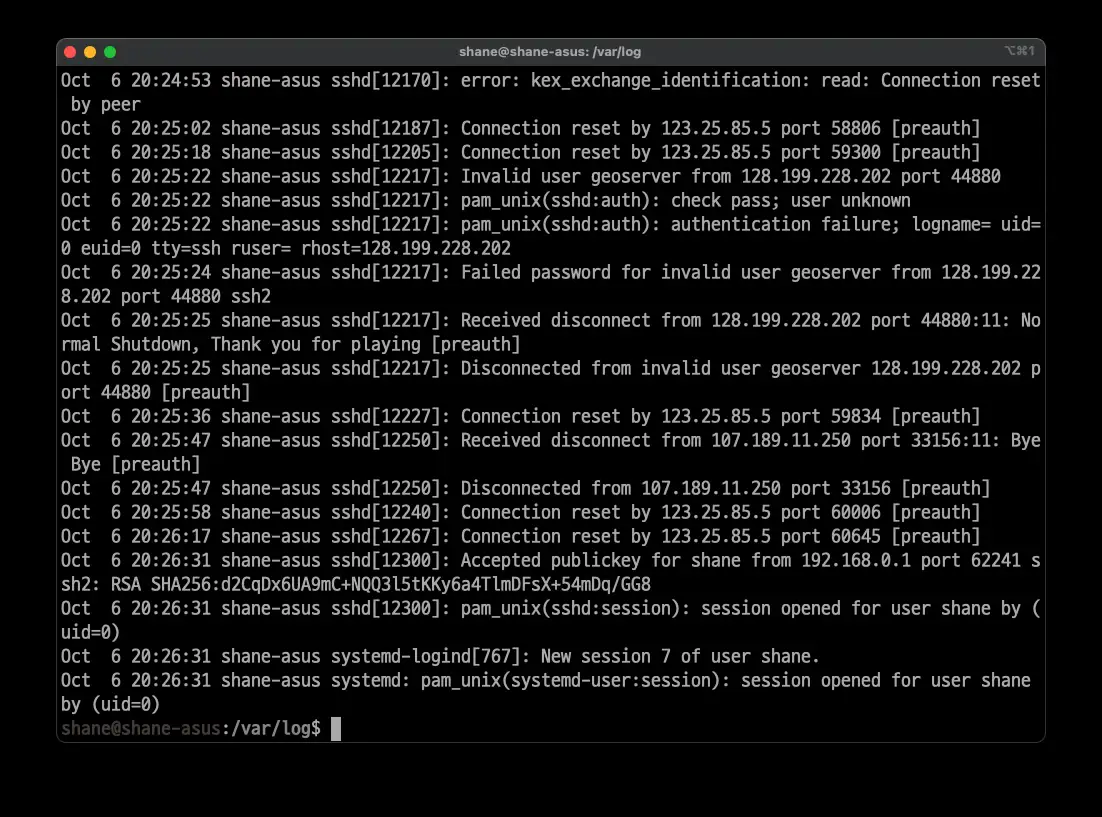 shane@shane-asus: /var/log
⌥⌘1
Oct  6 20:24:53 shane-asus sshd[12170]: error: kex_exchange_identification: read: Connection reset
 by peer
Oct  6 20:25:02 shane-asus sshd[12187]: Connection reset by 123.25.85.5 port 58806 [preauth]
Oct  6 20:25:18 shane-asus sshd[12205]: Connection reset by 123.25.85.5 port 59300 [preauth]
Oct  6 20:25:22 shane-asus sshd[12217]: Invalid user geoserver from 128.199.228.202 port 44880
Oct  6 20:25:22 shane-asus sshd[12217]: pam_unix(sshd:auth): check pass; user unknown
Oct  6 20:25:22 shane-asus sshd[12217]: pam_unix(sshd:auth): authentication failure; logname= uid=
0 euid=0 tty=ssh ruser= rhost=128.199.228.202
Oct  6 20:25:24 shane-asus sshd[12217]: Failed password for invalid user geoserver from 128.199.22
8.202 port 44880 ssh2
Oct  6 20:25:25 shane-asus sshd[12217]: Received disconnect from 128.199.228.202 port 44880:11: No
rmal Shutdown, Thank you for playing [preauth]
Oct  6 20:25:25 shane-asus sshd[12217]: Disconnected from invalid user geoserver 128.199.228.202 p
ort 44880 [preauth]
Oct  6 20:25:36 shane-asus sshd[12227]: Connection reset by 123.25.85.5 port 59834 [preauth]
Oct  6 20:25:47 shane-asus sshd[12250]: Received disconnect from 107.189.11.250 port 33156:11: Bye
 Bye [preauth]
Oct  6 20:25:47 shane-asus sshd[12250]: Disconnected from 107.189.11.250 port 33156 [preauth]
Oct  6 20:25:58 shane-asus sshd[12240]: Connection reset by 123.25.85.5 port 60006 [preauth]
Oct  6 20:26:17 shane-asus sshd[12267]: Connection reset by 123.25.85.5 port 60645 [preauth]
Oct  6 20:26:31 shane-asus sshd[12300]: Accepted publickey for shane from 192.168.0.1 port 62241 s
sh2: RSA SHA256:d2CqDx6UA9mC+NQQ3l5tKKy6a4TlmDFsX+54mDq/GG8
Oct  6 20:26:31 shane-asus sshd[12300]: pam_unix(sshd:session): session opened for user shane by (
uid=0)
Oct  6 20:26:31 shane-asus systemd-logind[767]: New session 7 of user shane.
Oct  6 20:26:31 shane-asus systemd: pam_unix(systemd-user:session): session opened for user shane
by (uid=0)
shane@shane-asus:/var/log$